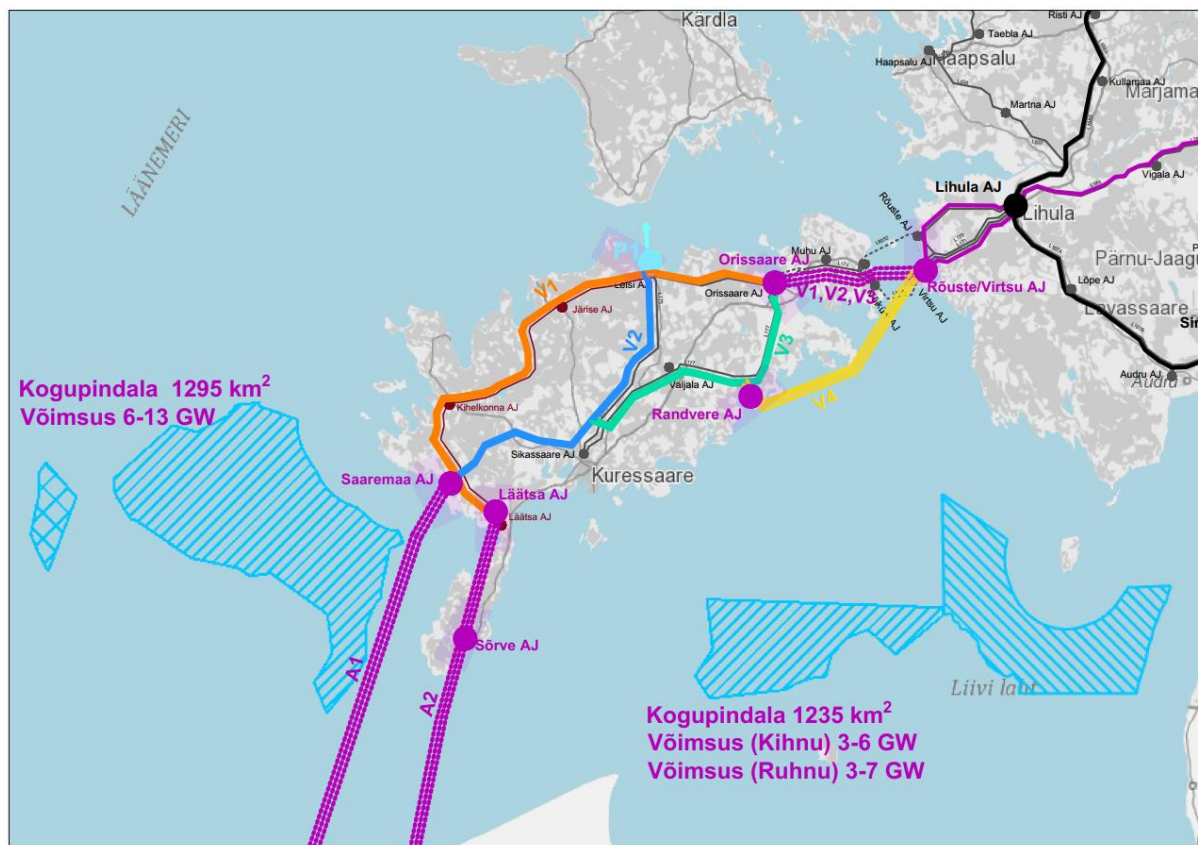 Kärdla
Risti AJ
Taebla AJ
Haapsalu AJ
Haapsalu
Kullamaa AJ
Märjama
Martna AJ
LÄÄNEMERI
Vigala AJ
Lihula AJ
Lihula
Rõuste AJ
Muhu AJ
P1
Orissaare AJ
Pärnu-Jaagu
Leisi AJ
Orissaare AJ
V1,V2,V3
Rõuste/Virtsu AJ
Virtsu AJ
Lõpe AJ
Lavassaare
V1
Järise AJ
V2
V3
L177
Valjala AJ
V4
Audru AJ
Audru
Kogupindala 1295 km²
Võimsus 6-13 GW
Kihelkonna AJ
Randvere AJ
Sikassaare AJ
Kuressaare
Saaremaa AJ
Läätsa AJ
Läätsa AJ
Sõrve AJ
A1
A2
Liivi laht
Kogupindala 1235 km²
Võimsus (Kihnu) 3-6 GW
Võimsus (Ruhnu) 3-7 GW